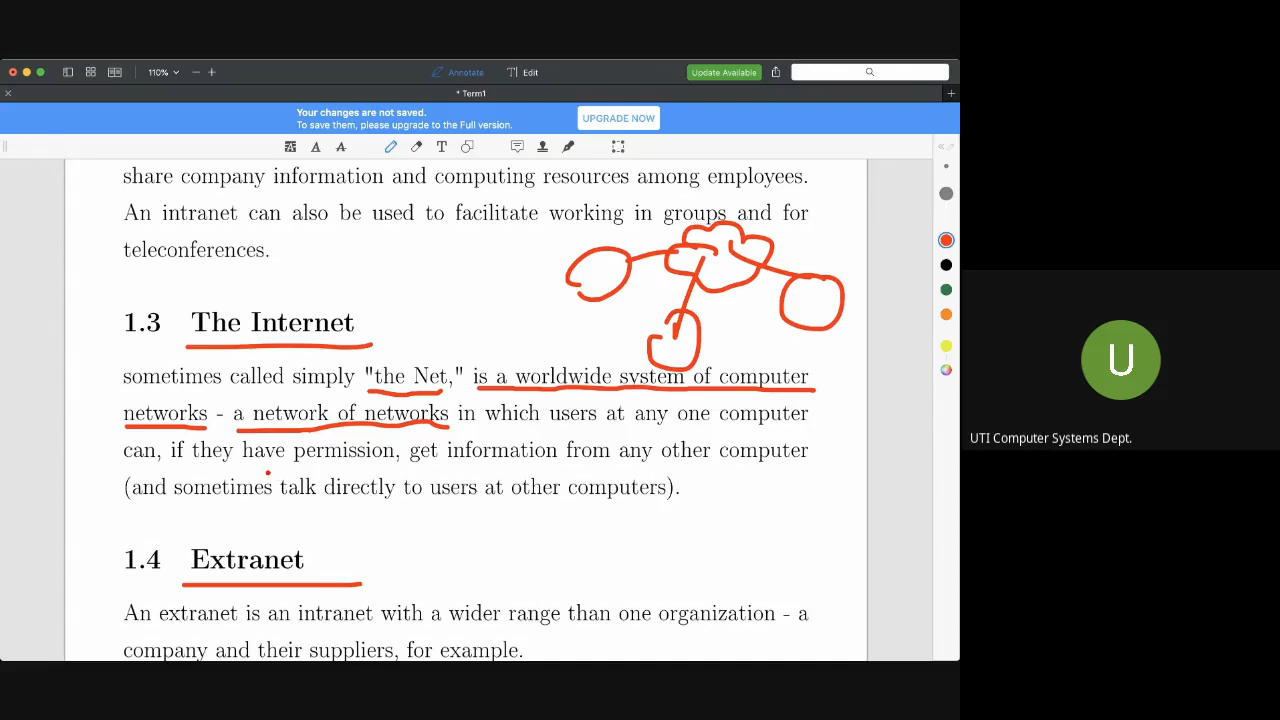 110%
Annotate
Edit
Update Available
* Term1
Your changes are not saved.
To save them, please upgrade to the Full version.
UPGRADE NOW
share company information and computing resources among employees.
An intranet can also be used to facilitate working in groups and for
teleconferences.
1.3 The Internet
sometimes called simply "the Net," is a worldwide system of computer
networks - a network of networks in which users at any one computer
can, if they have permission, get information from any other computer
(and sometimes talk directly to users at other computers).
1.4 Extranet
An extranet is an intranet with a wider range than one organization - a
company and their suppliers, for example.
U
UTI Computer Systems Dept.